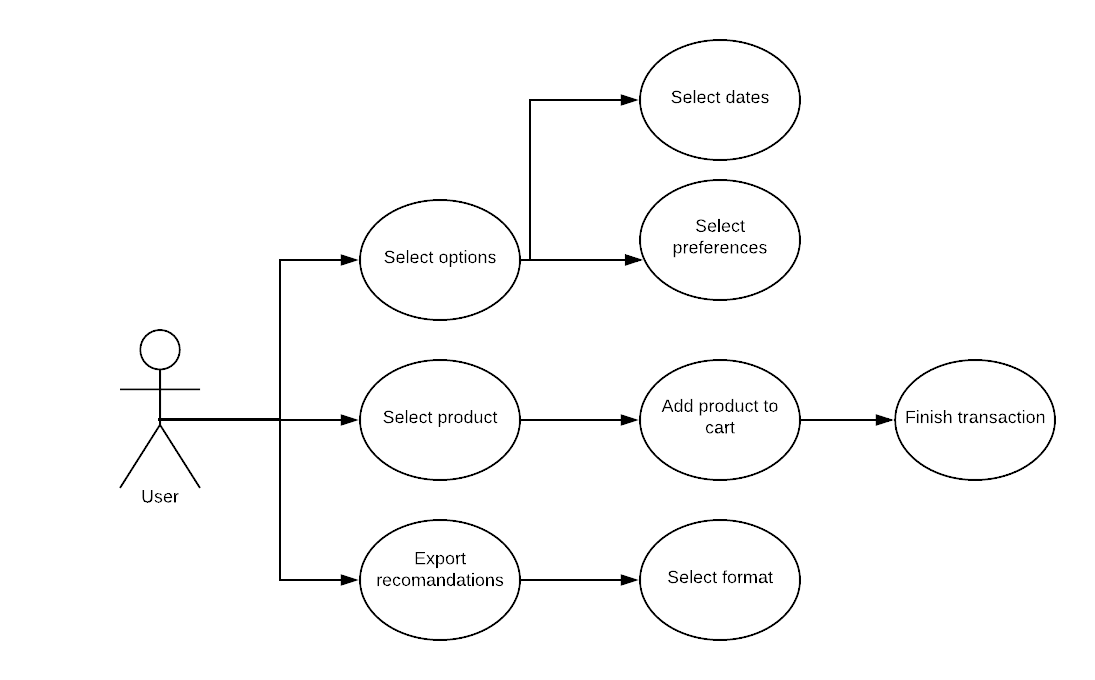 Select dates
Select
preferences
Select options
User
Select product
Add product to
cart
Finish transaction
Export
recomandations
Select format